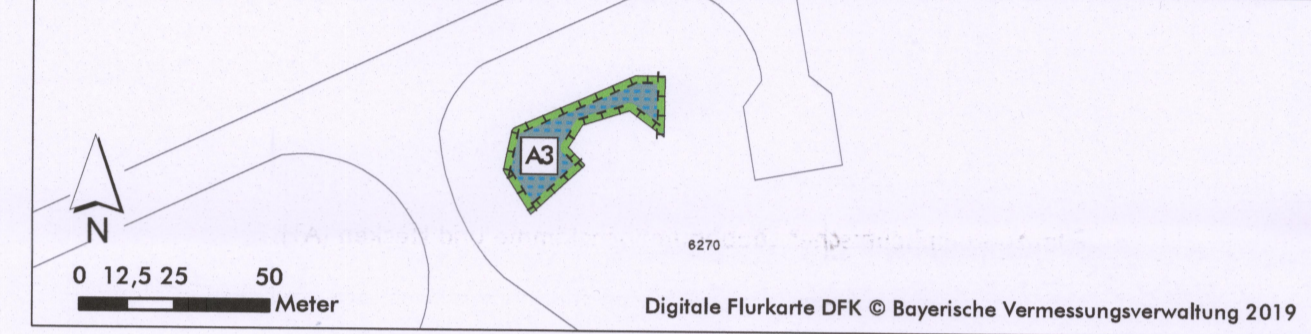 A3
N
6270
0 12,5 25 50
Meter
Digitale Flurkarte DFK © Bayerische Vermessungsverwaltung 2019